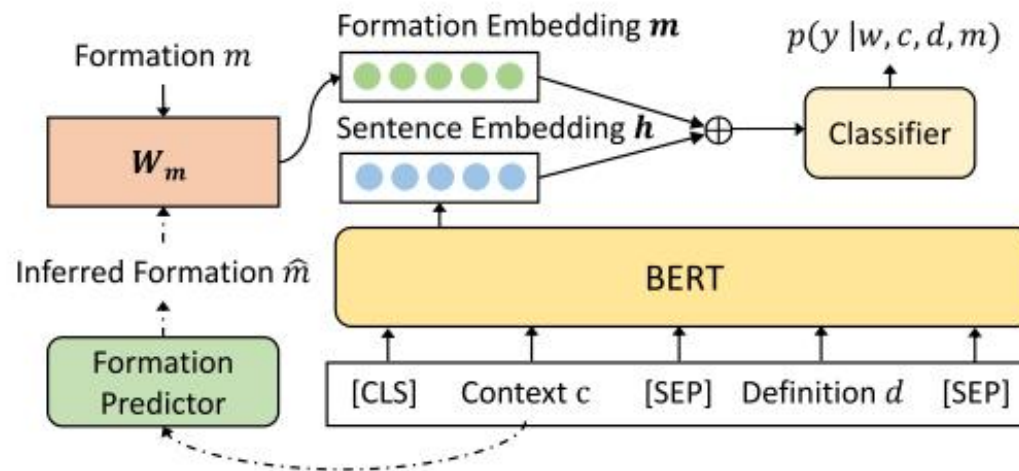 Formation m
Formation Embedding m
p(y |w, c, d, m)
W_m
Sentence Embedding h
⊕
Classifier
Inferred Formation m̂
BERT
Formation
Predictor
[CLS] Context c [SEP] Definition d [SEP]